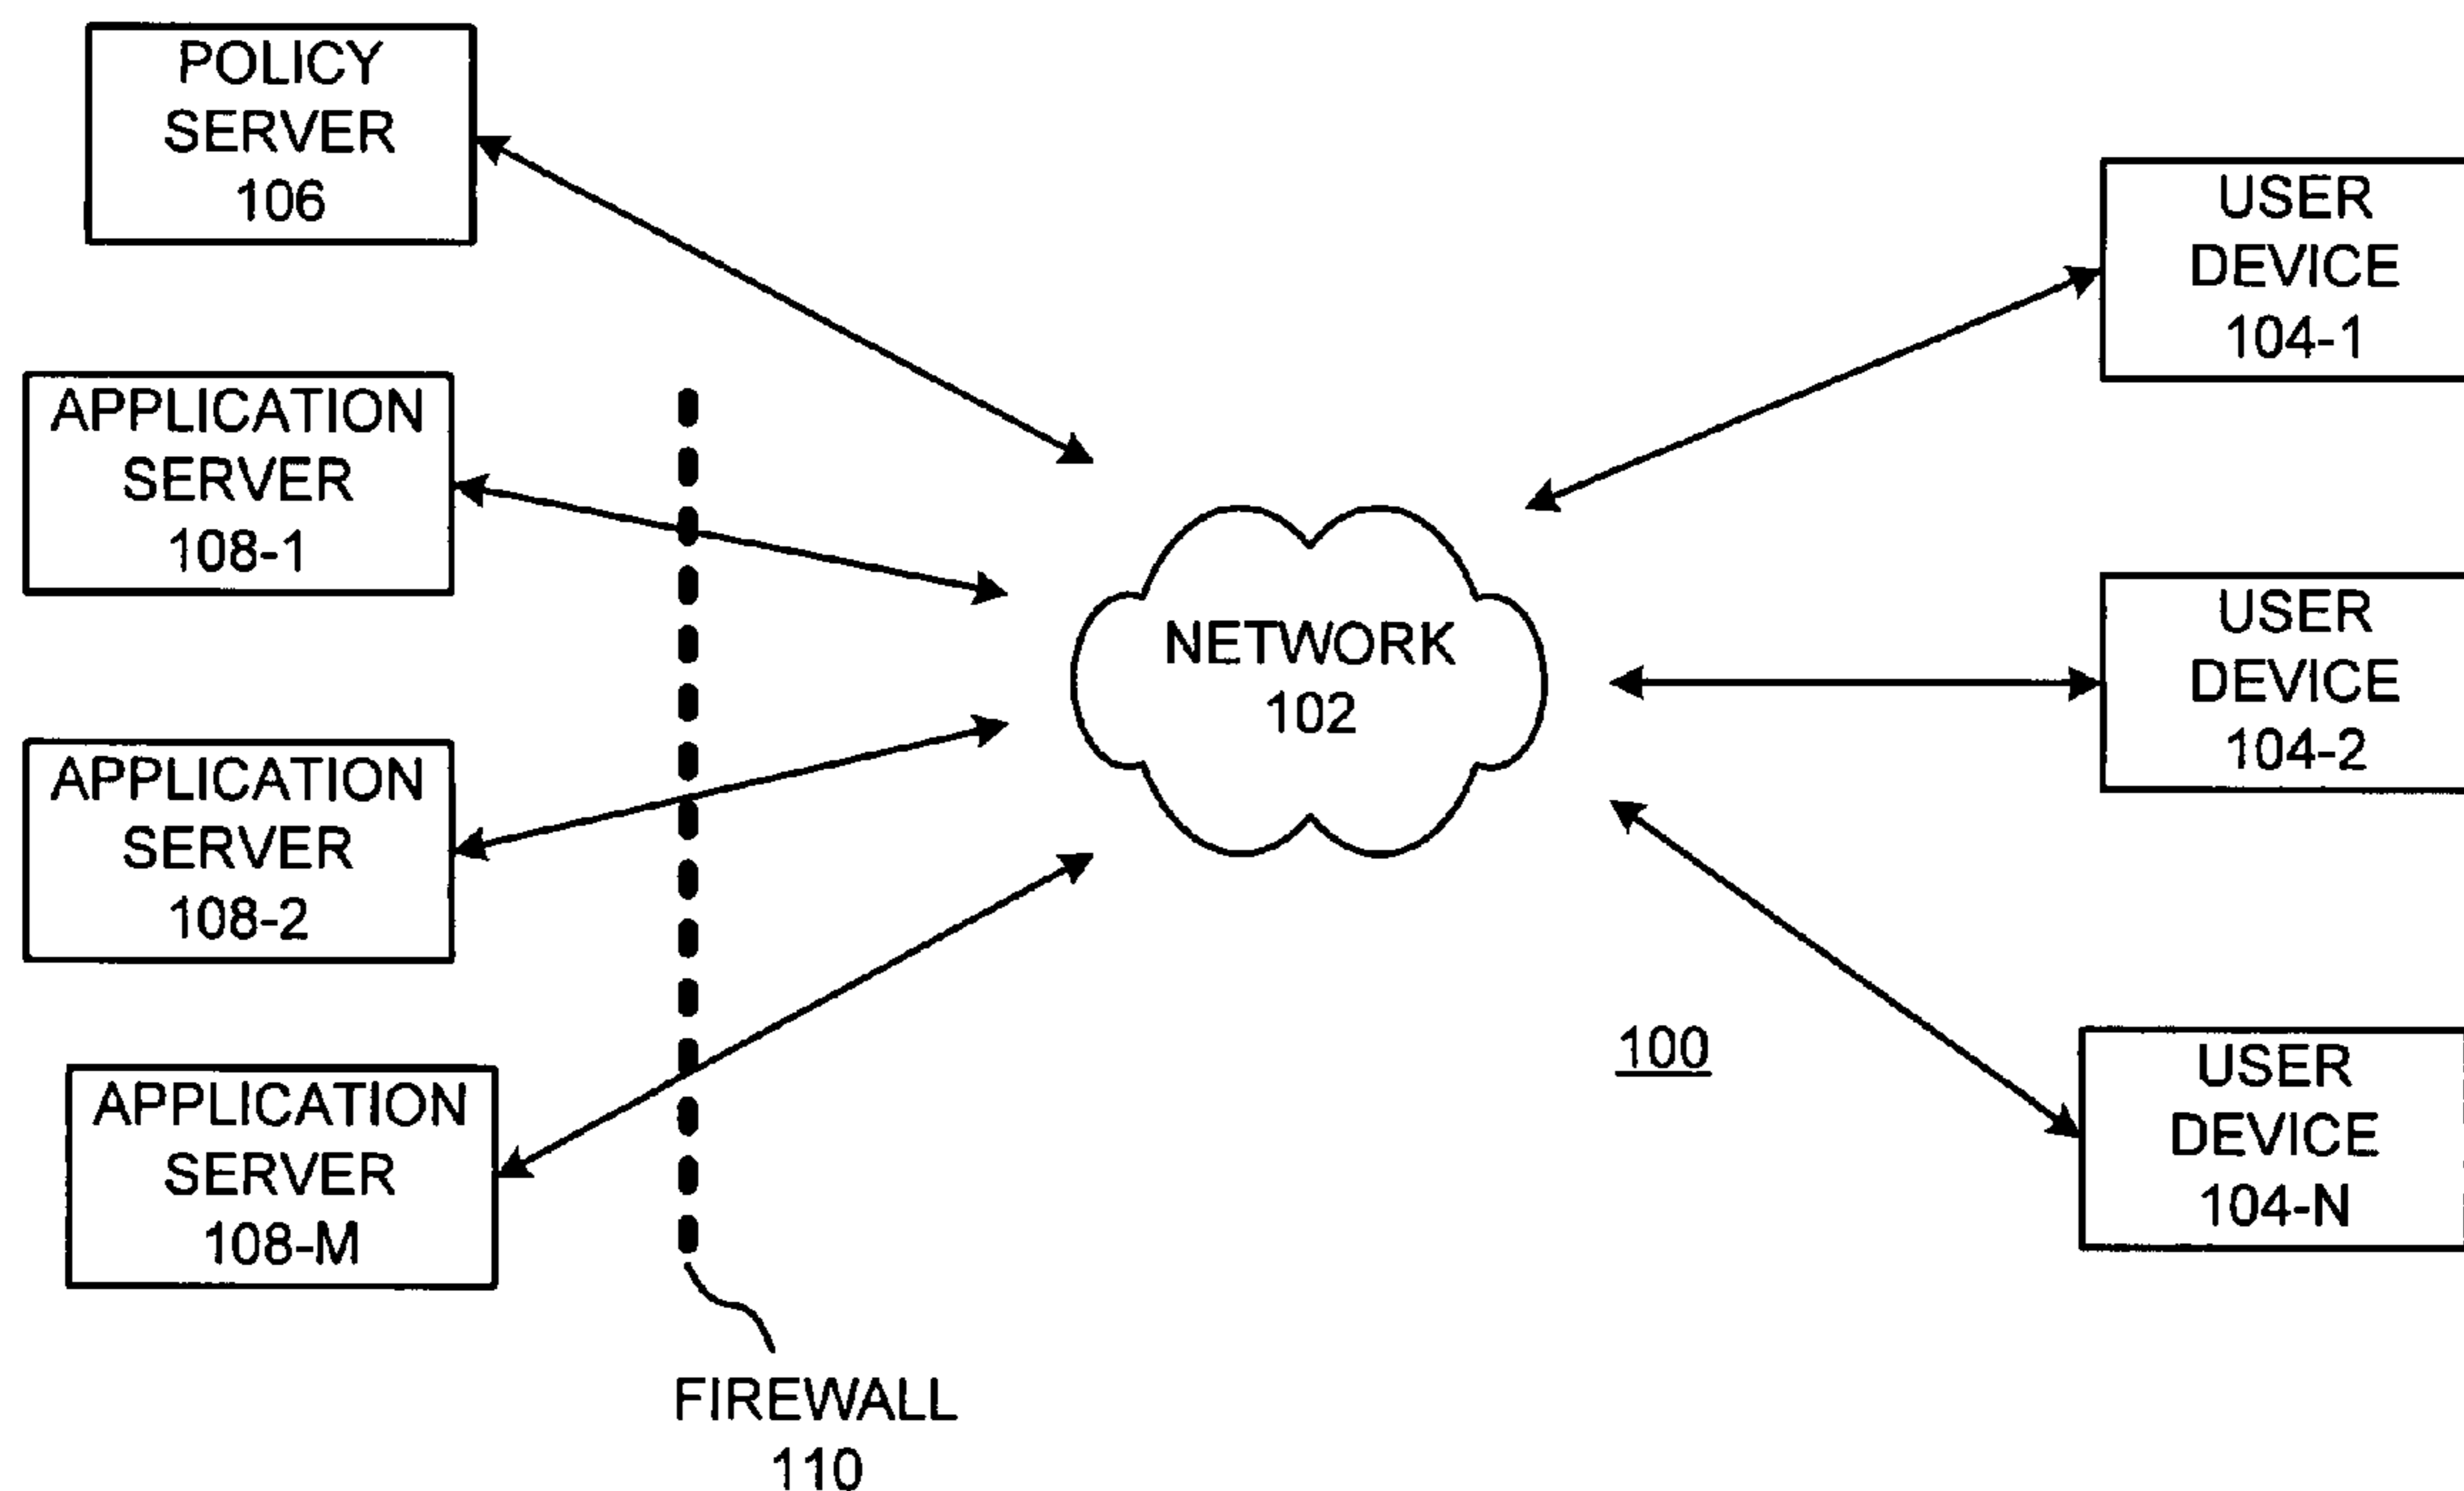 POLICY
SERVER
106
APPLICATION
SERVER
108-1
APPLICATION
SERVER
108-2
APPLICATION
SERVER
108-M
FIREWALL
110
NETWORK
102
100
USER
DEVICE
104-1
USER
DEVICE
104-2
USER
DEVICE
104-N